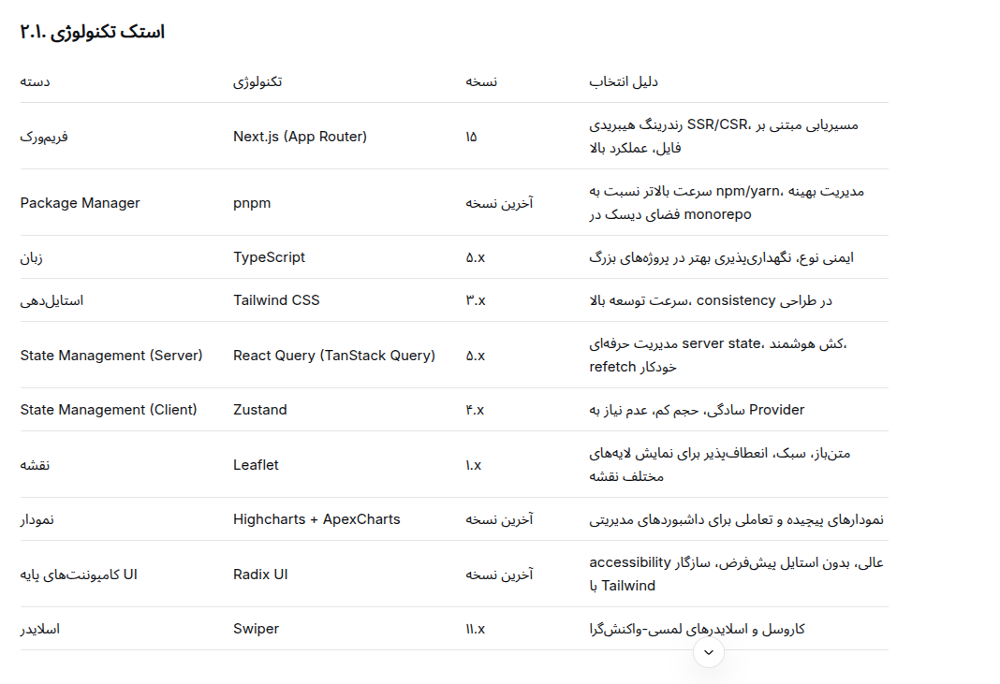 ۲.۱. استک تکنولوژی
دسته	تکنولوژی	نسخه	دلیل انتخاب
فریم‌ورک	Next.js (App Router)	۱۵	رندرینگ هیبریدی SSR/CSR، مسیریابی مبتنی بر
فایل، عملکرد بالا
Package Manager	pnpm	آخرین نسخه	سرعت بالاتر نسبت به npm/yarn، مدیریت بهینه
فضای دیسک در monorepo
زبان	TypeScript	۵.x	ایمنی نوع، نگهداری‌پذیری بهتر در پروژه‌های بزرگ
استایل‌دهی	Tailwind CSS	۳.x	سرعت توسعه بالا، consistency در طراحی
State Management (Server)	React Query (TanStack Query)	۵.x	مدیریت حرفه‌ای server state، کش هوشمند،
refetch خودکار
State Management (Client)	Zustand	۴.x	سادگی، حجم کم، عدم نیاز به Provider
نقشه	Leaflet	۱.x	متن‌باز، سبک، انعطاف‌پذیر برای نمایش لایه‌های
مختلف نقشه
نمودار	Highcharts + ApexCharts	آخرین نسخه	نمودارهای پیچیده و تعاملی برای داشبوردهای مدیریتی
کامپوننت‌های پایه UI	Radix UI	آخرین نسخه	accessibility عالی، بدون استایل پیش‌فرض، سازگار
با Tailwind
اسلایدر	Swiper	۱۱.x	کاروسل و اسلایدرهای لمسی-واکنش‌گرا